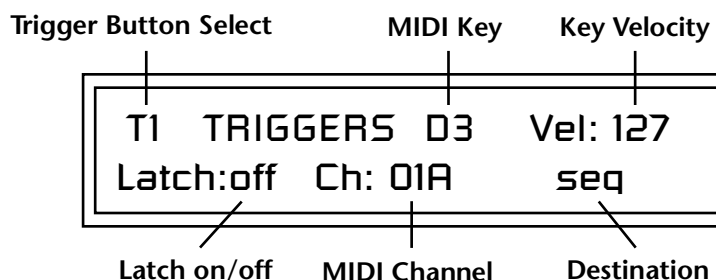 Trigger Button Select MIDI Key Key Velocity
T1 TRIGGERS D3 Vel: 127
Latch:off Ch: 01A seq
Latch on/off MIDI Channel Destination